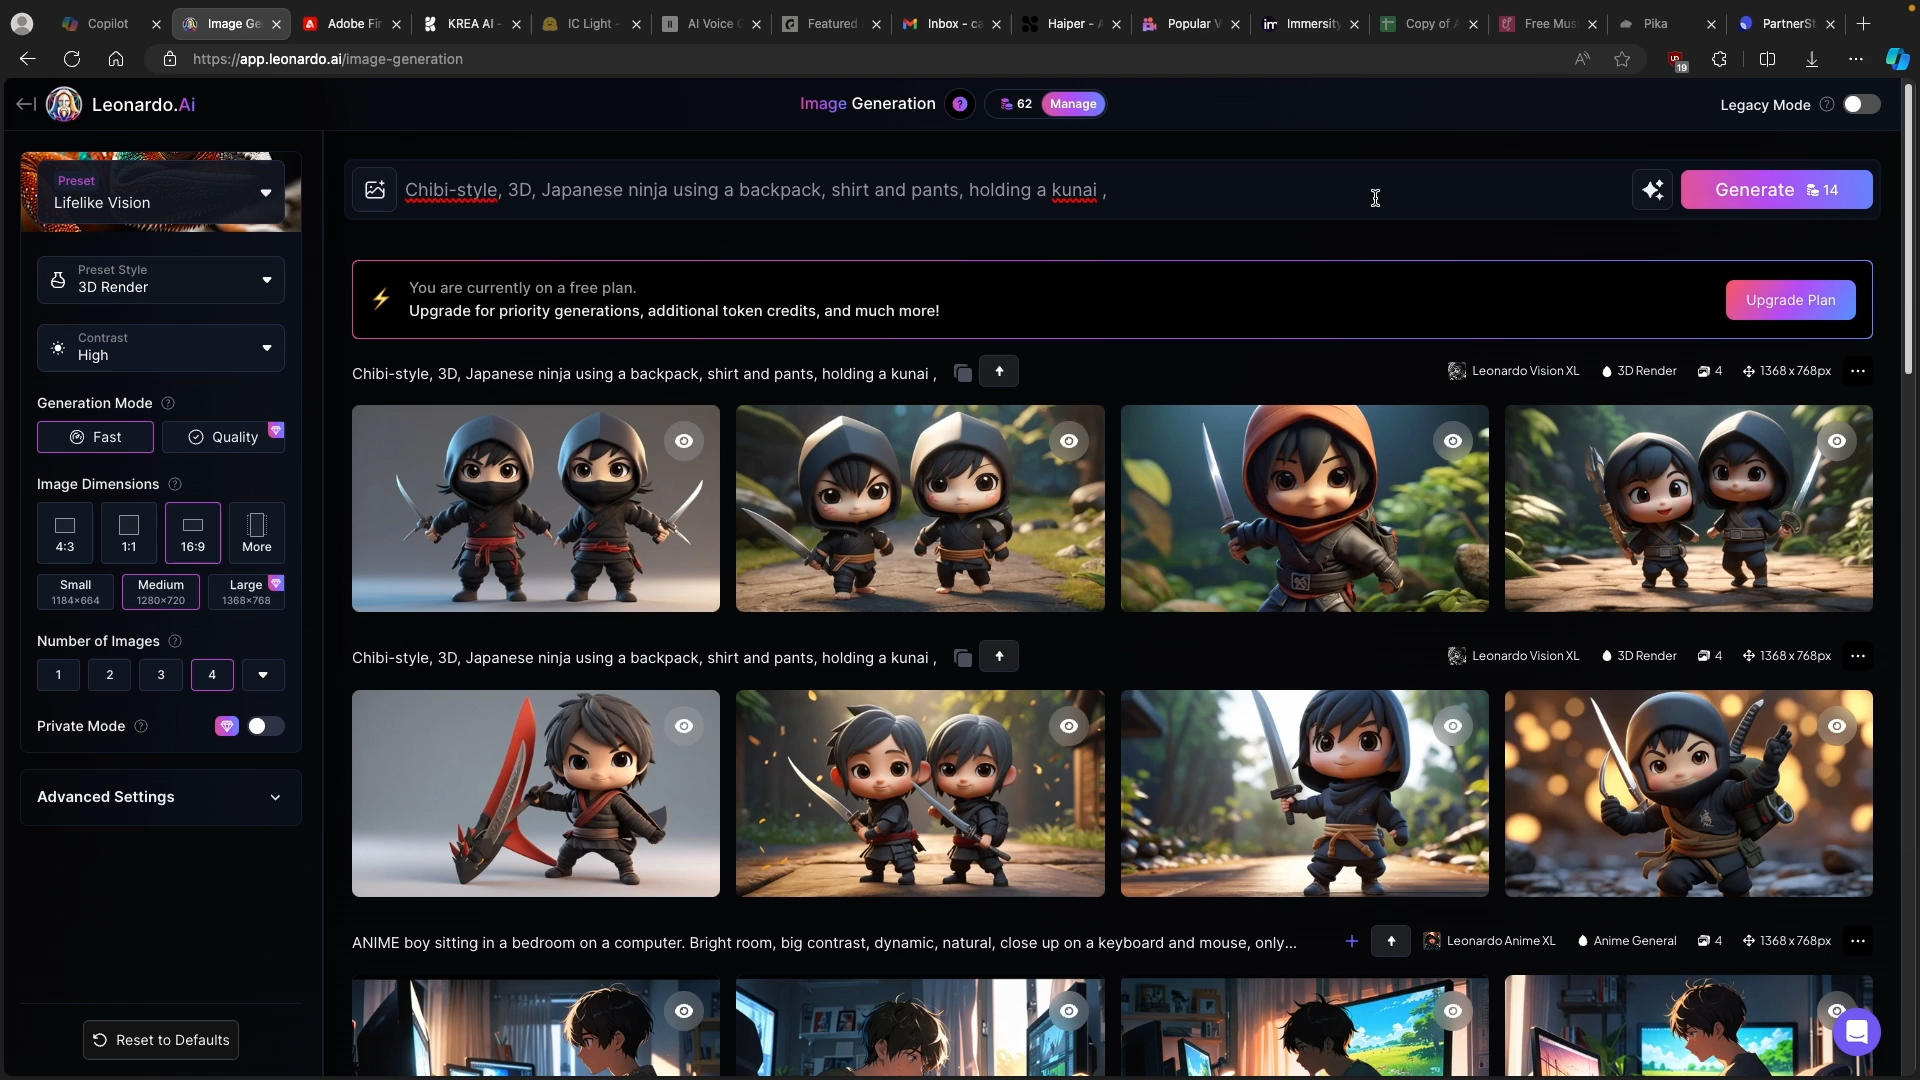 Copilot
Image Ge
Adobe Fir
KREA AI -
IC Light -
AI Voice
Featured
Inbox - ca
Haiper - A
Popular V
Immersity
Copy of A
Free Mus
Pika
PartnerSt
https://app.leonardo.ai/image-generation
19
Leonardo.Ai
Image Generation ? 62 Manage
Legacy Mode ?
Preset
Lifelike Vision
Chibi-style, 3D, Japanese ninja using a backpack, shirt and pants, holding a kunai ,
Generate 14
Preset Style
3D Render
Contrast
High
Generation Mode ?
Fast
Quality
Image Dimensions ?
4:3
1:1
16:9
More
Small
1184×664
Medium
1280×720
Large
1368×768
Number of Images ?
1
2
3
4
Private Mode ?
Advanced Settings
Reset to Defaults
You are currently on a free plan.
Upgrade for priority generations, additional token credits, and much more!
Upgrade Plan
Chibi-style, 3D, Japanese ninja using a backpack, shirt and pants, holding a kunai ,
Leonardo Vision XL 3D Render 4 1368x768px
Chibi-style, 3D, Japanese ninja using a backpack, shirt and pants, holding a kunai ,
Leonardo Vision XL 3D Render 4 1368x768px
ANIME boy sitting in a bedroom on a computer. Bright room, big contrast, dynamic, natural, close up on a keyboard and mouse, only...
Leonardo Anime XL Anime General 4 1368x768px